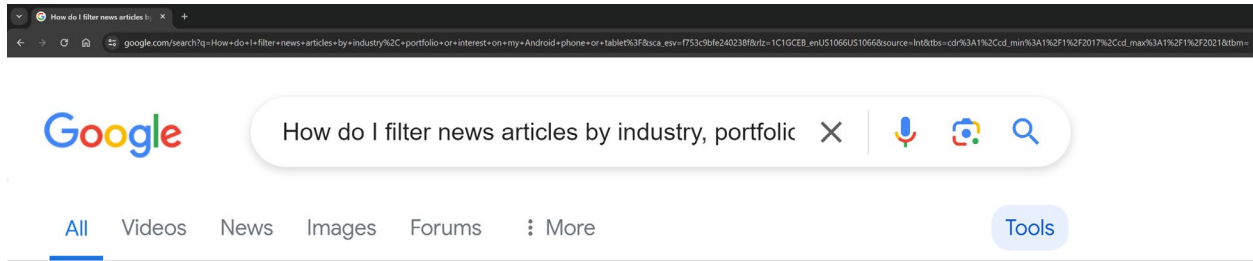 How do I filter news articles by
google.com/search?q=How+do+I+filter+news+articles+by+industry%2C+portfolio+or+interest+on+my+Android+phone+or+tablet%3F&sca_esv=f753c9bfe240238f&rlz=1C1GCEB_enUS1066US1066&source=lnt&tbs=cdr%3A1%2Ccd_min%3A1%2F1%2F2017%2Ccd_max%3A1%2F1%2F2021&tbm=
Google How do I filter news articles by industry, portfolic
All Videos News Images Forums More Tools